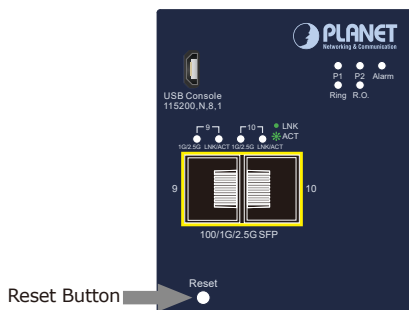 PLANET
Networking & Communication
P1 P2 Alarm
Ring R.O.
USB Console
115200,N,8,1
9 10 LNK
ACT
1G/2.5G LNK/ACT 1G/2.5G LNK/ACT
9 10
100/1G/2.5G SFP
Reset
Reset Button